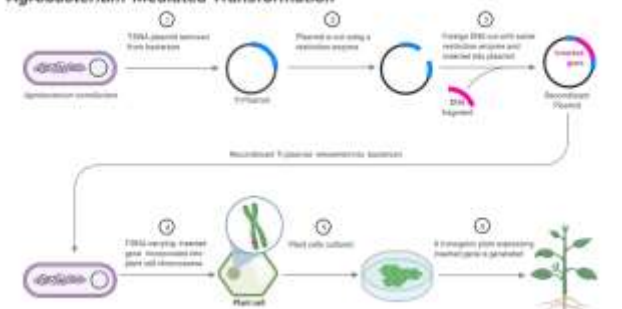 Agrobacterium Mediated Transformation
1
2
3
Ti DNA plasmid removed
from bacterium
Plasmid is cut using a
restriction enzyme
Foreign DNA cut with same
restriction enzyme and
inserted into plasmid
Inserted
gene
Agrobacterium tumefaciens
Ti Plasmid
DNA
fragment
Recombinant
Plasmid
Recombinant Ti plasmid bacterium
4
5
6
carrying inserted
gene incorporated into
plant cell chromosome
Plant cells cultured
A transgenic plant expressing
inserted gene is generated
Plant cell